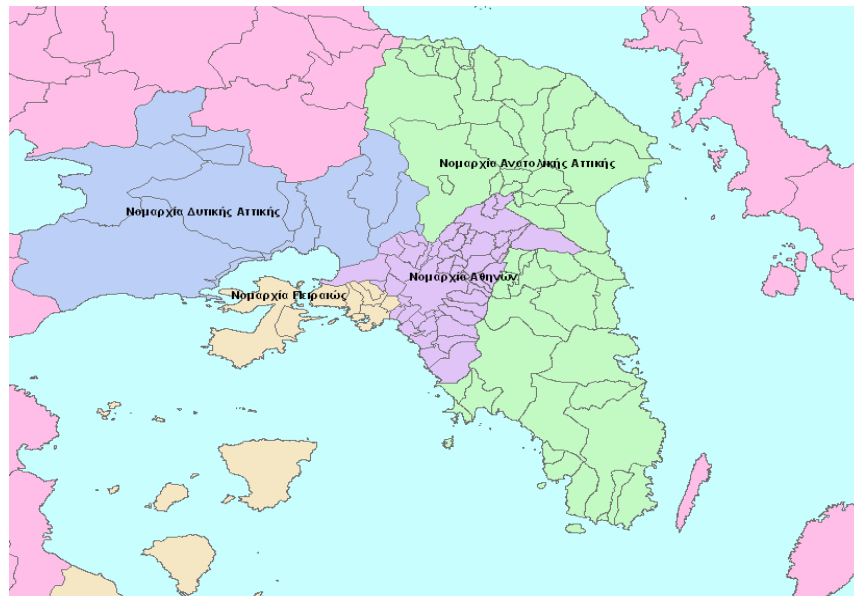 Νομαρχία Ανατολικής Αττικής
Νομαρχία Δυτικής Αττικής
Νομαρχία Αθηνών
Νομαρχία Πειραιώς